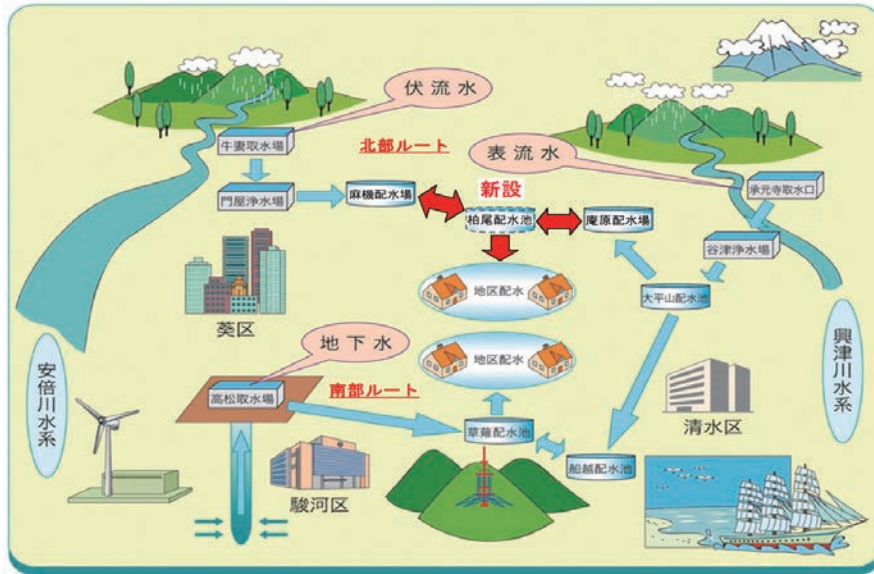 伏流水
牛妻取水場
北部ルート
表流水
承元寺取水口
門屋浄水場
麻機配水場
新設
柏尾配水池
庵原配水場
谷津浄水場
地区配水
大平山配水池
葵区
地下水
地区配水
安倍川水系
興津川水系
高松取水場
南部ルート
草薙配水池
清水区
船越配水池
駿河区